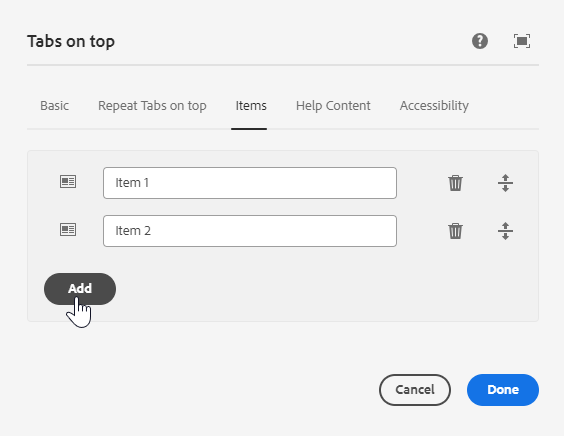 Tabs on top
Basic Repeat Tabs on top Items Help Content Accessibility
Item 1
Item 2
Add
Cancel Done